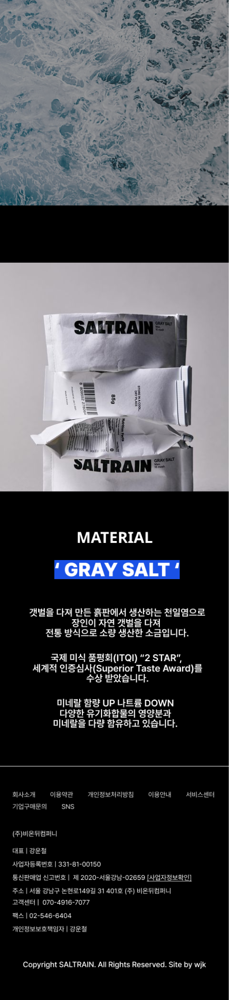 SALTRAIN
GRAY SALT
Max.
16 mesh
STORE IN A COOL,
DRY PLACE
85g
Nutrition Facts
Calories 0
SALTRAIN
GRAY SALT
Max.
16 mesh
MATERIAL
‘ GRAY SALT ‘
갯벌을 다져 만든 흙판에서 생산하는 천일염으로
장인이 자연 갯벌을 다져
전통 방식으로 소량 생산한 소금입니다.
국제 미식 품평회(ITQI) “2 STAR”,
세계적 인증심사(Superior Taste Award)를
수상 받았습니다.
미네랄 함량 UP 나트륨 DOWN
다양한 유기화합물의 영양분과
미네랄을 다량 함유하고 있습니다.
회사소개 이용약관 개인정보처리방침 이용안내 서비스센터
기업구매문의 SNS
(주)비온뒤컴퍼니
대표 | 강운철
사업자등록번호 | 331-81-00150
통신판매업 신고번호 | 제 2020-서울강남-02659 [사업자정보확인]
주소 | 서울 강남구 논현로149길 31 401호 (주) 비온뒤컴퍼니
고객센터 | 070-4916-7077
팩스 | 02-546-6404
개인정보보호책임자 | 강운철
Copyright SALTRAIN. All Rights Reserved. Site by wjk